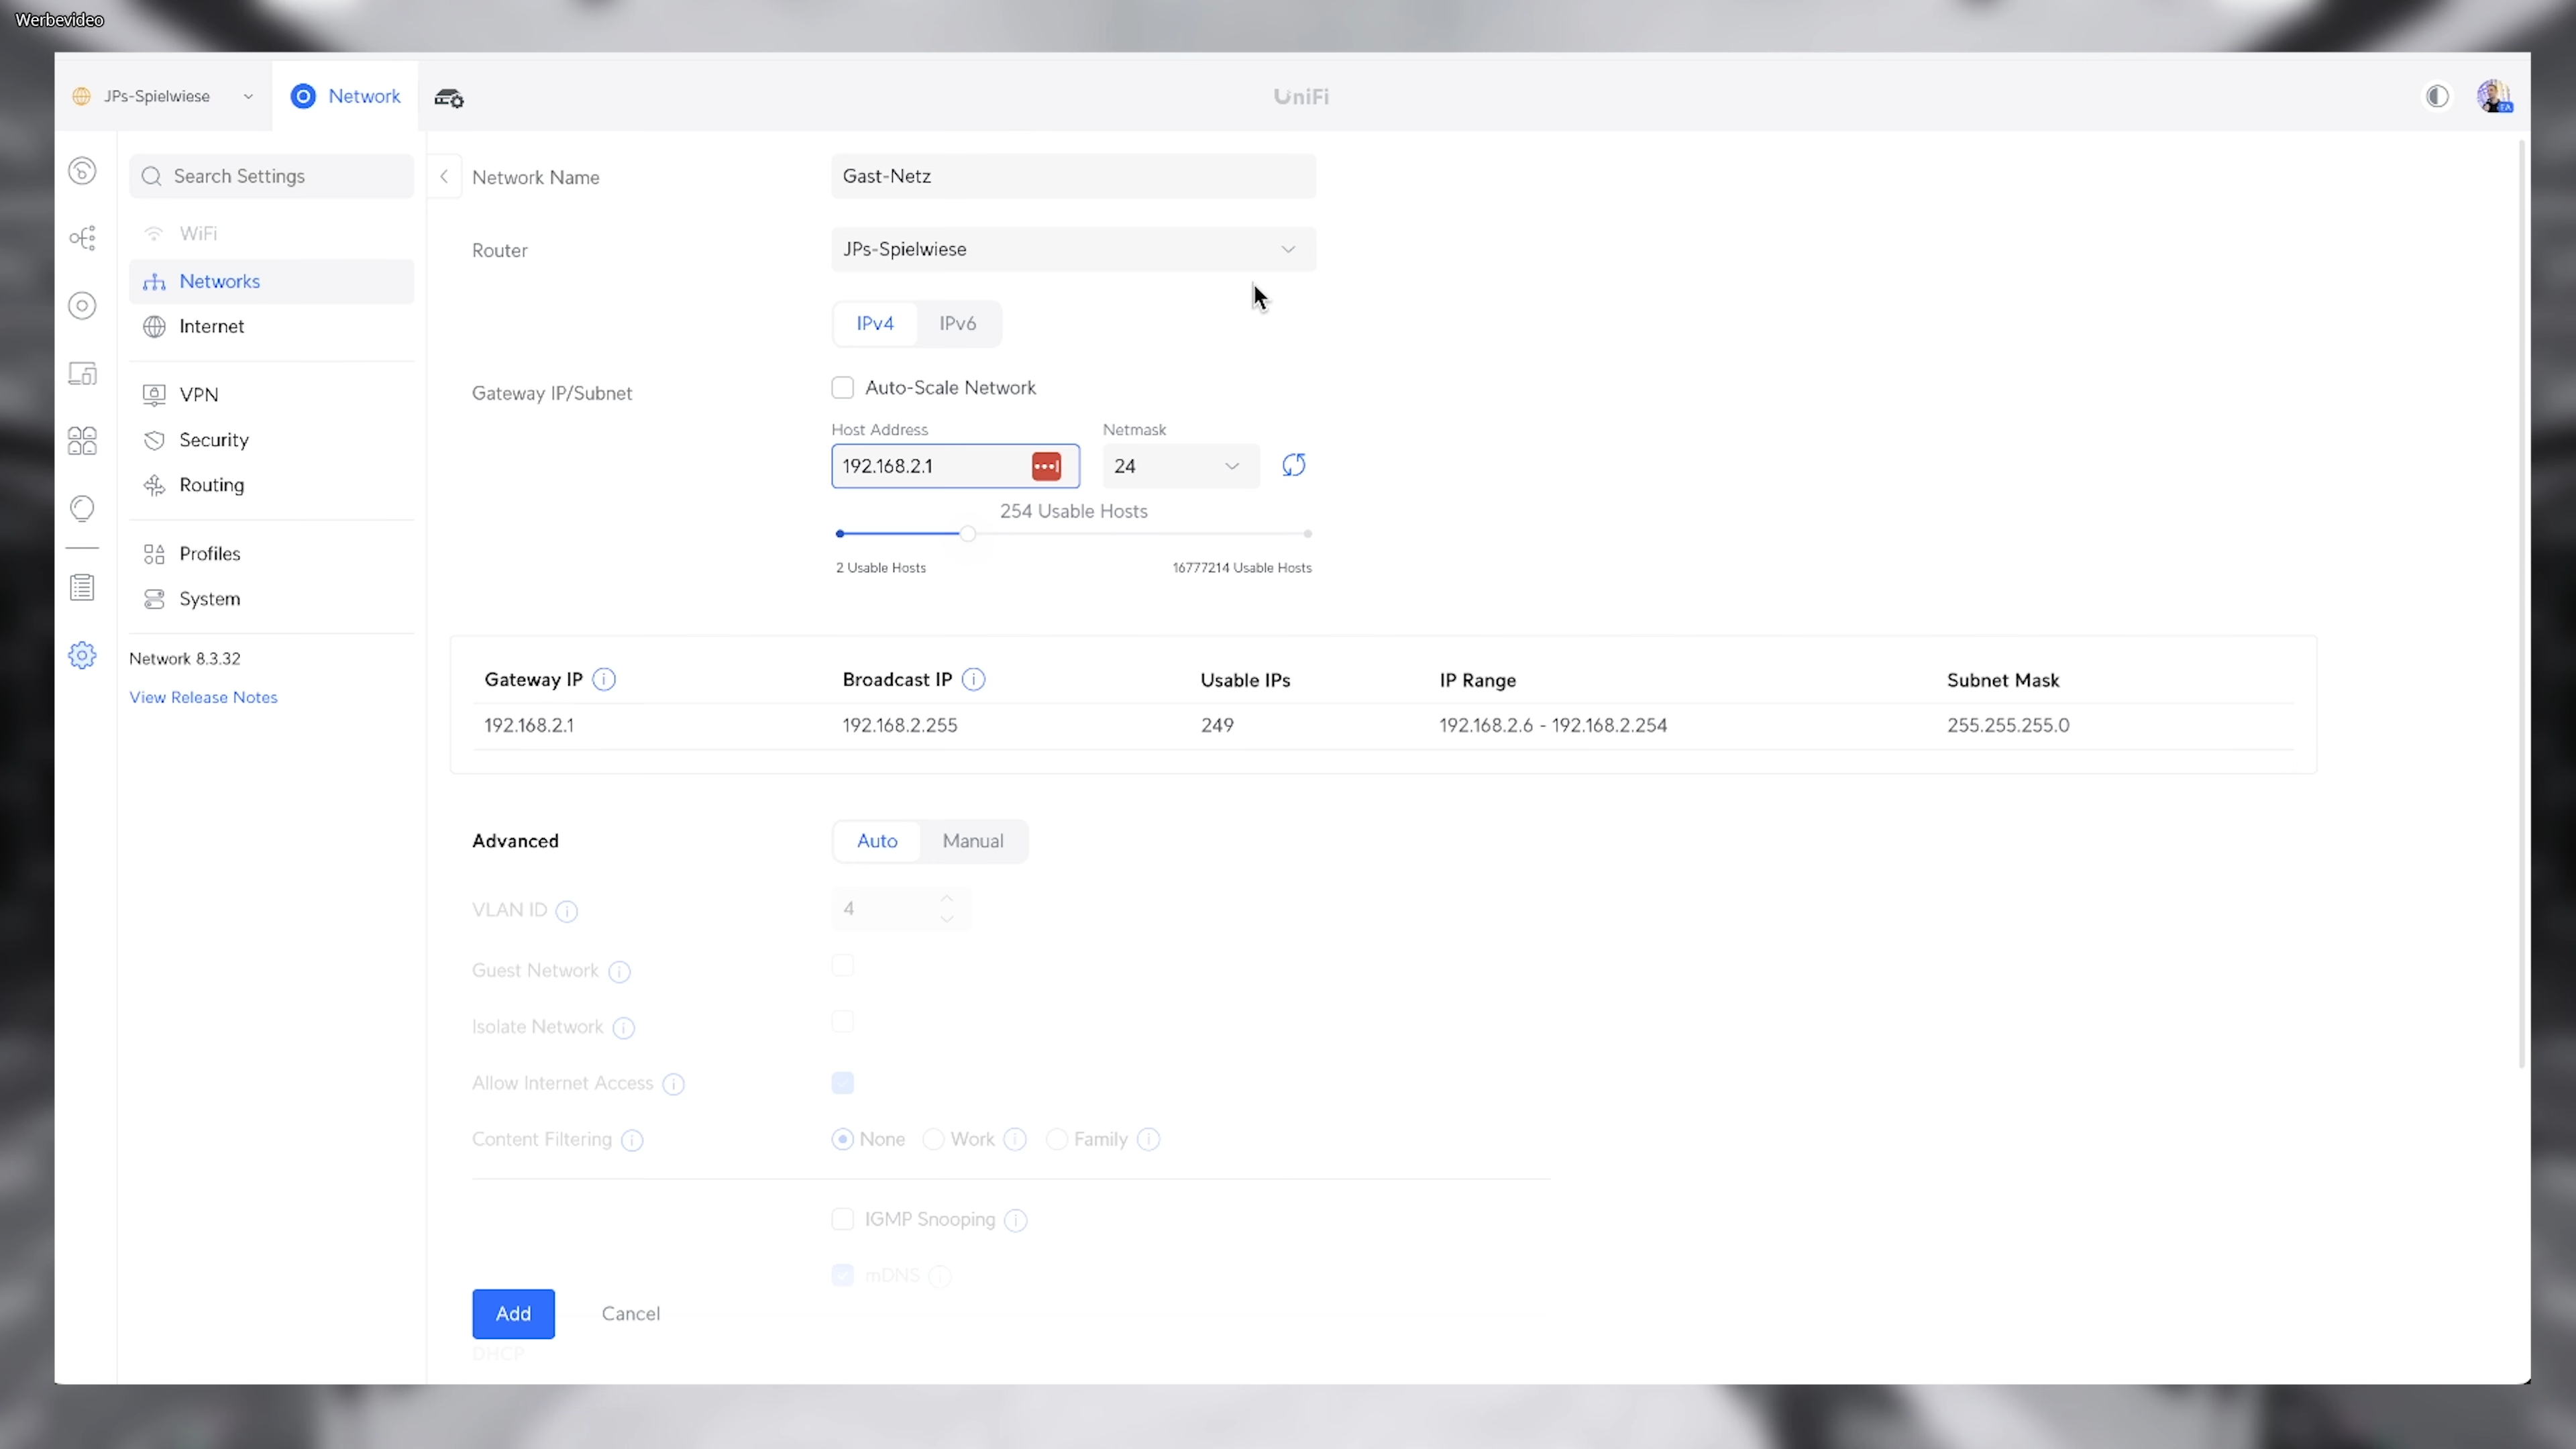 Werbevideo
JPs-Spielwiese
Network
UniFi
Search Settings
WiFi
Networks
Internet
VPN
Security
Routing
Profiles
System
Network 8.3.32
View Release Notes
Network Name
Gast-Netz
Router
JPs-Spielwiese
IPv4 IPv6
Gateway IP/Subnet
Auto-Scale Network
Host Address Netmask
192.168.2.1 24
254 Usable Hosts
2 Usable Hosts 16777214 Usable Hosts
Gateway IP Broadcast IP Usable IPs IP Range Subnet Mask
192.168.2.1 192.168.2.255 249 192.168.2.6 - 192.168.2.254 255.255.255.0
Advanced Auto Manual
VLAN ID 4
Guest Network
Isolate Network
Allow Internet Access
Content Filtering None Work Family
IGMP Snooping
mDNS
Add Cancel
DHCP